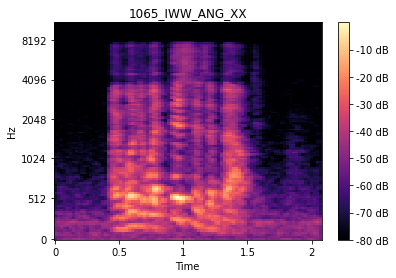 1065_IWW_ANG_XX
8192
4096
2048
1024
512
0
Hz
0
0.5
1
1.5
2
Time
-10 dB
-20 dB
-30 dB
-40 dB
-50 dB
-60 dB
-70 dB
-80 dB